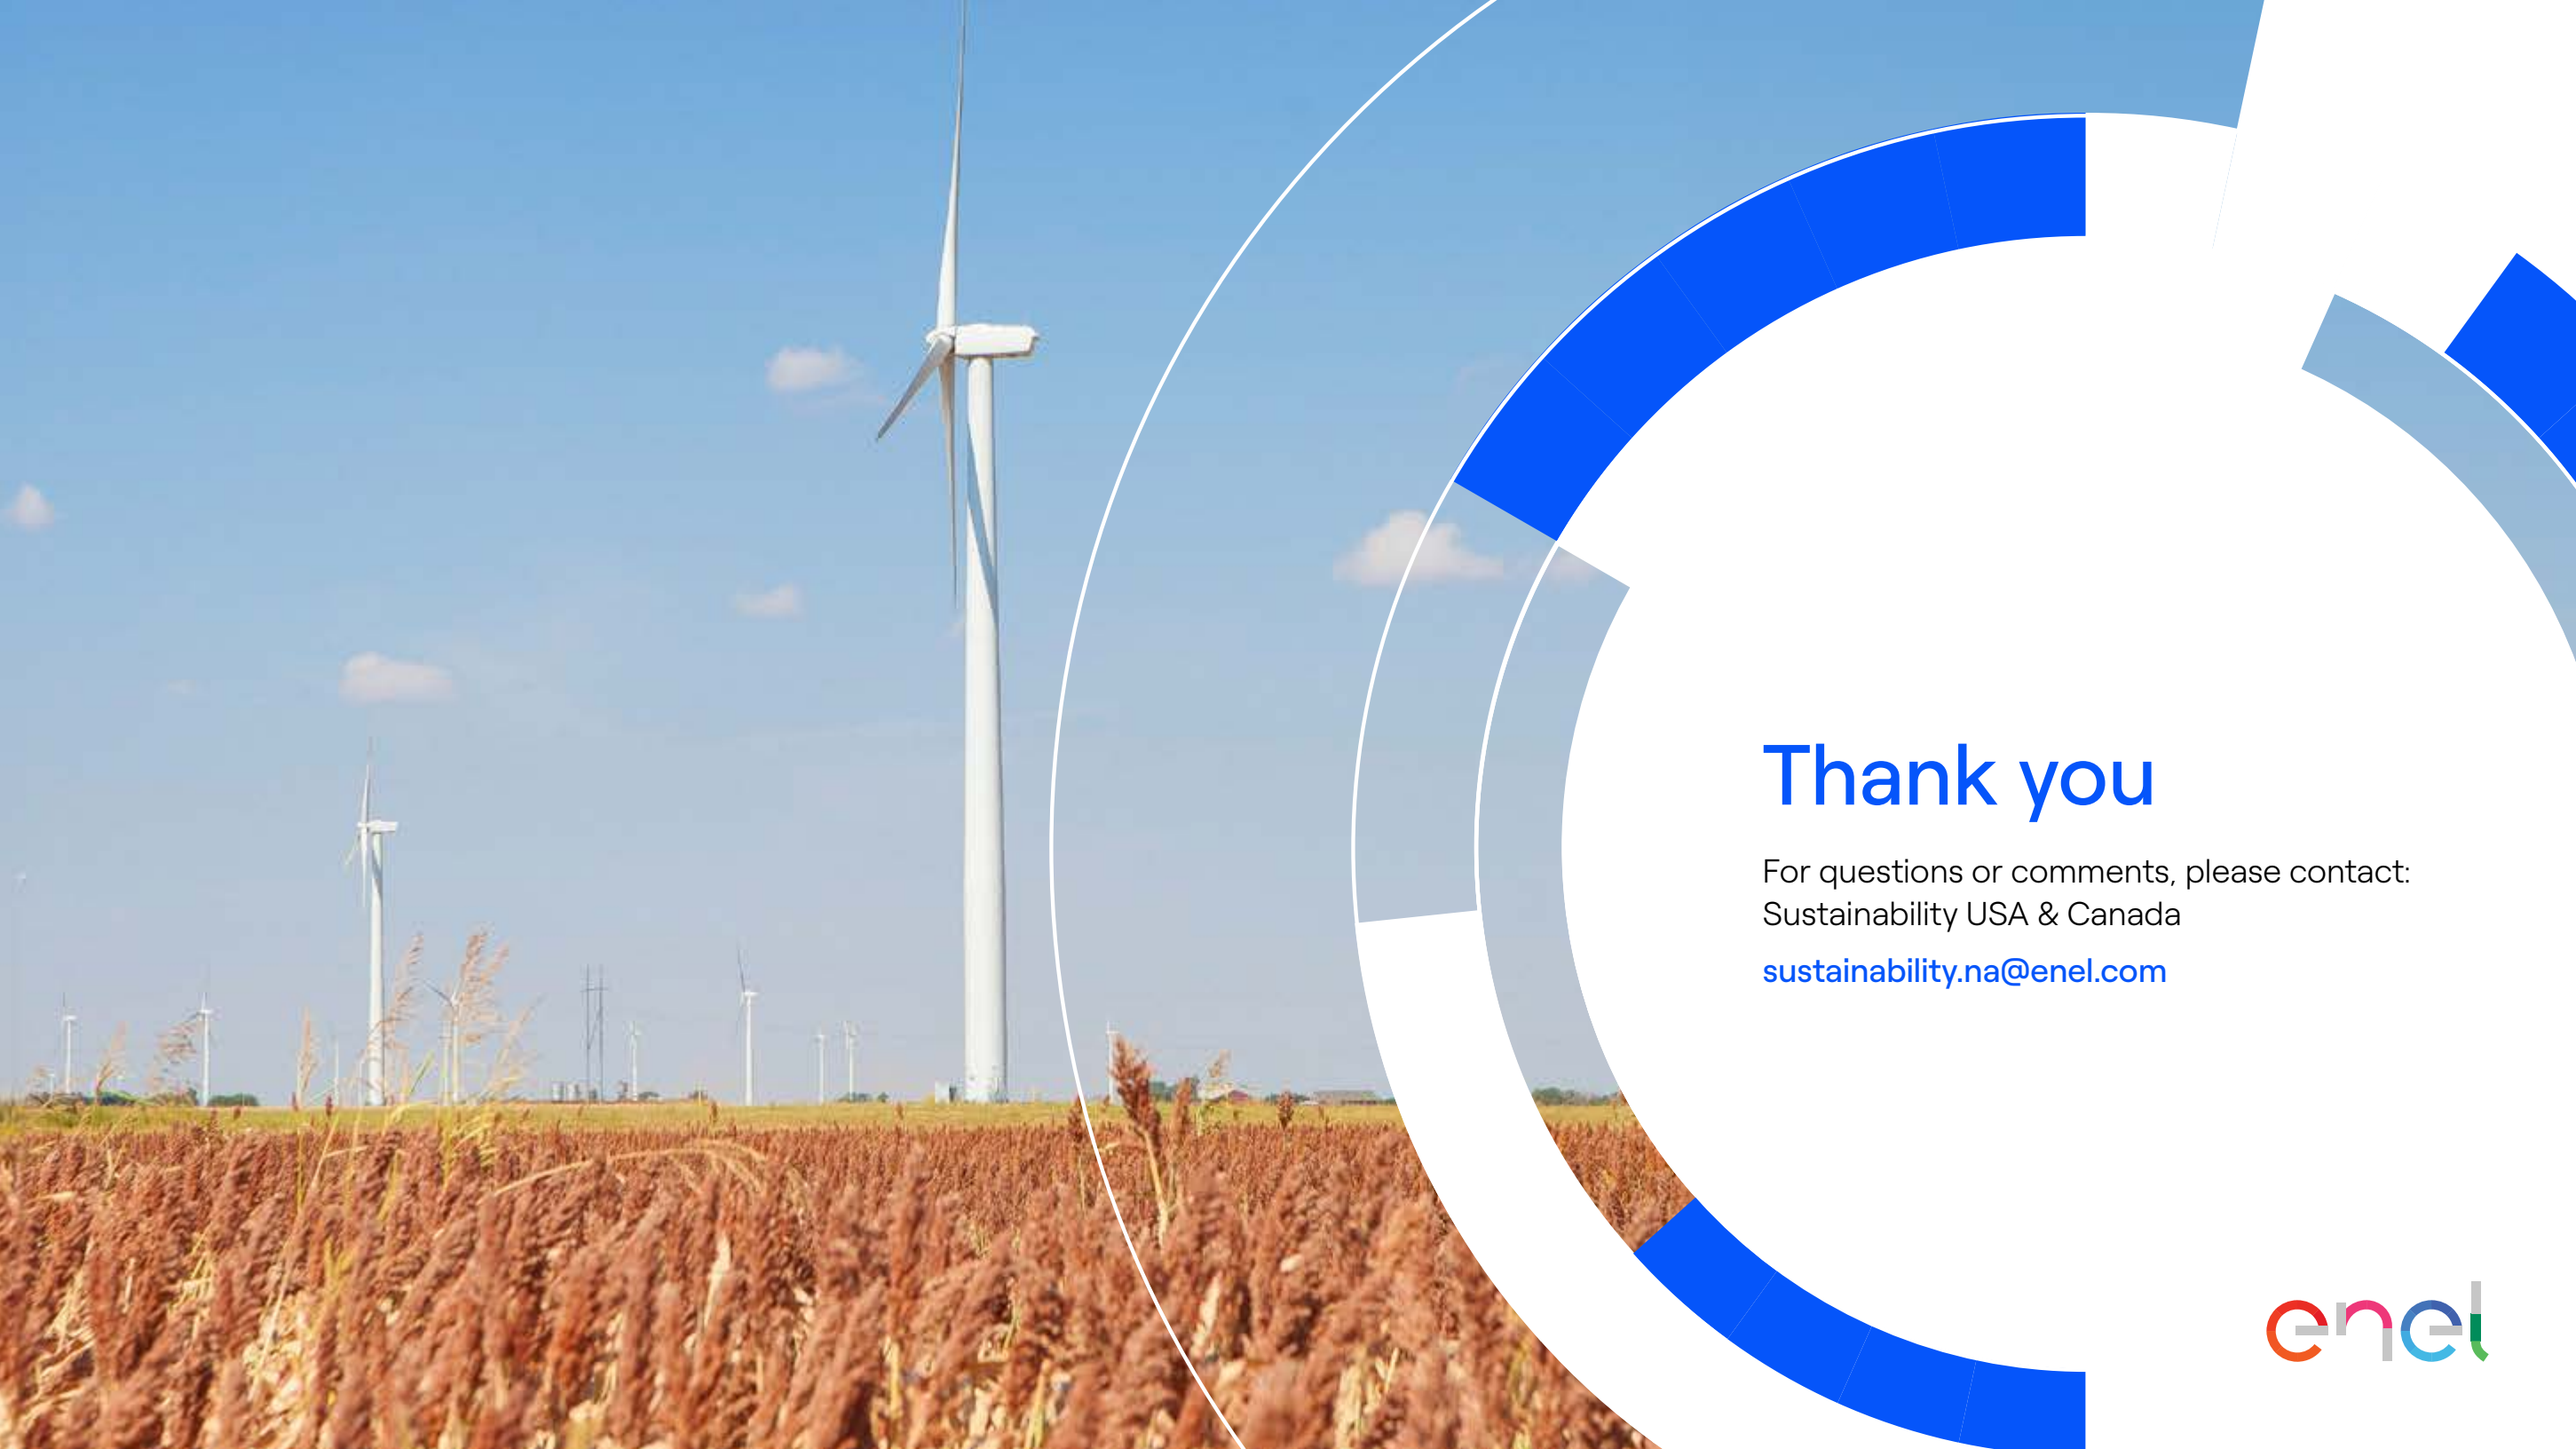 Thank you
For questions or comments, please contact:
Sustainability USA & Canada
sustainability.na@enel.com
enel